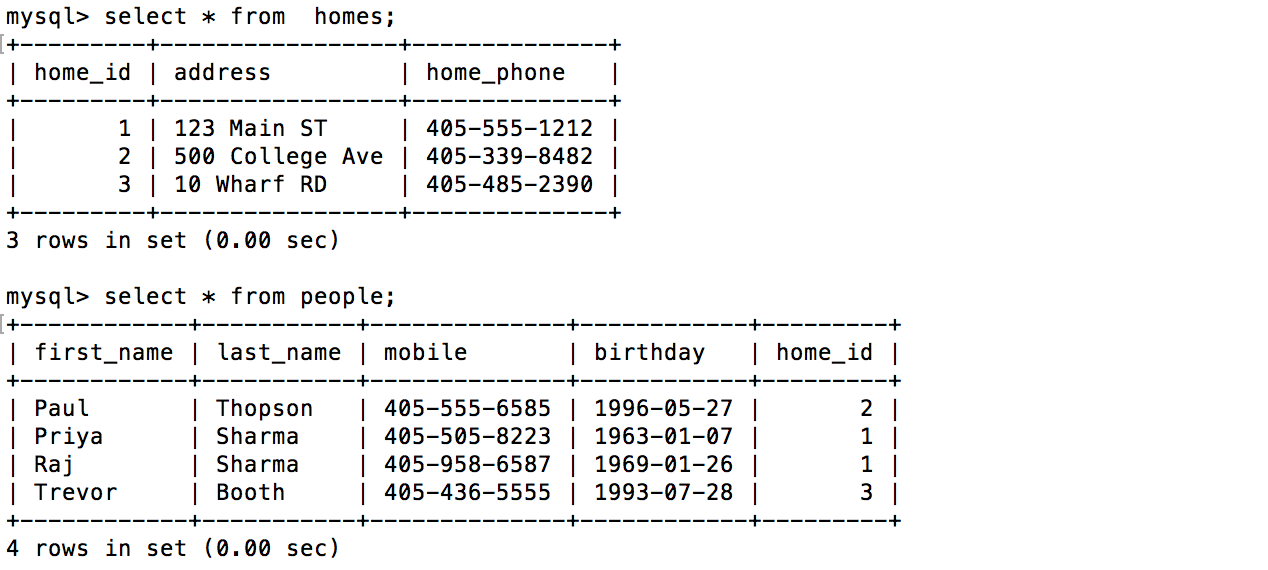 mysql> select * from  homes;
+---------+-----------------+--------------+
| home_id | address         | home_phone   |
+---------+-----------------+--------------+
|       1 | 123 Main ST     | 405-555-1212 |
|       2 | 500 College Ave | 405-339-8482 |
|       3 | 10 Wharf RD     | 405-485-2390 |
+---------+-----------------+--------------+
3 rows in set (0.00 sec)

mysql> select * from people;
+------------+-----------+--------------+------------+---------+
| first_name | last_name | mobile       | birthday   | home_id |
+------------+-----------+--------------+------------+---------+
| Paul       | Thopson   | 405-555-6585 | 1996-05-27 |       2 |
| Priya      | Sharma    | 405-505-8223 | 1963-01-07 |       1 |
| Raj        | Sharma    | 405-958-6587 | 1969-01-26 |       1 |
| Trevor     | Booth     | 405-436-5555 | 1993-07-28 |       3 |
+------------+-----------+--------------+------------+---------+
4 rows in set (0.00 sec)